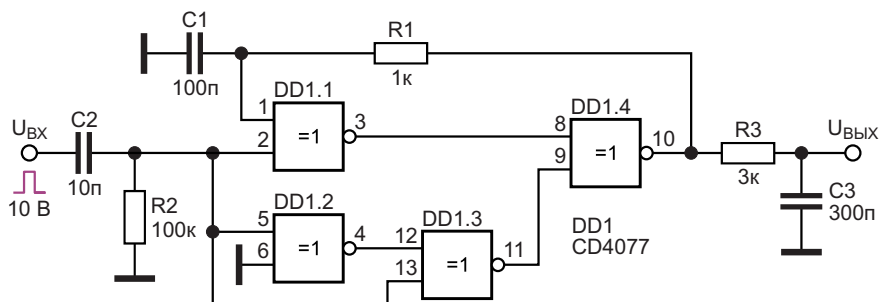 C1
R1
100п
1к
DD1.1
DD1.4
1
2
=1
3
8
9
=1
10
C2
UВХ
10п
10 В
R2
100к
R3
3к
UВЫХ
C3
300п
DD1.2
5
6
=1
4
DD1.3
12
13
=1
11
DD1
CD4077